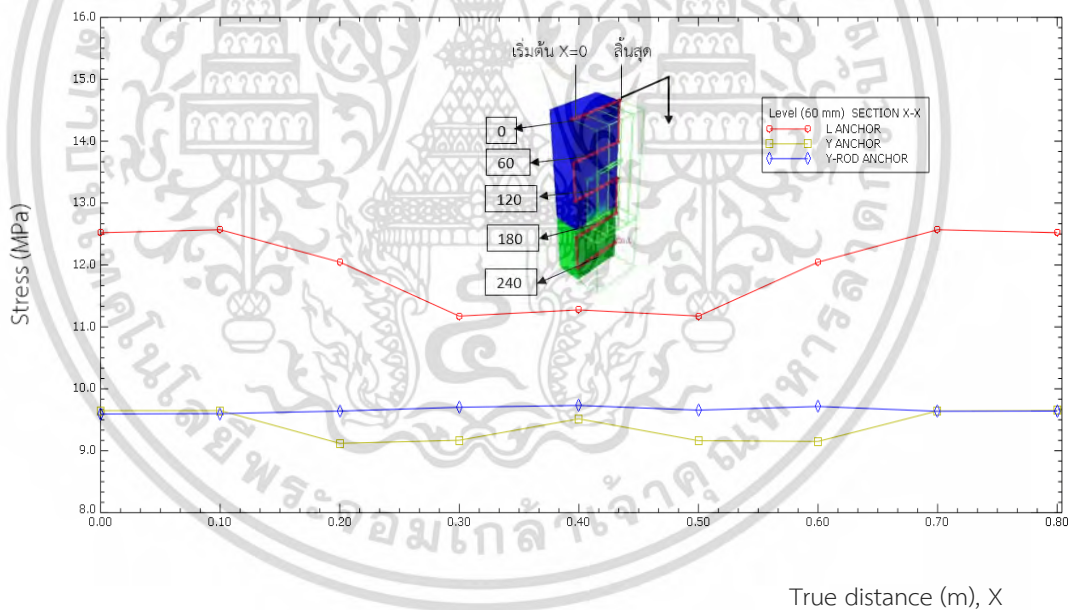 16.0
15.0
14.0
13.0
12.0
11.0
10.0
9.0
8.0
Stress (MPa)
เริ่มต้น X=0 สิ้นสุด
0
60
120
180
240
Level (60 mm) SECTION X-X
L ANCHOR
Y ANCHOR
Y-ROD ANCHOR
0.00 0.10 0.20 0.30 0.40 0.50 0.60 0.70 0.80
True distance (m), X